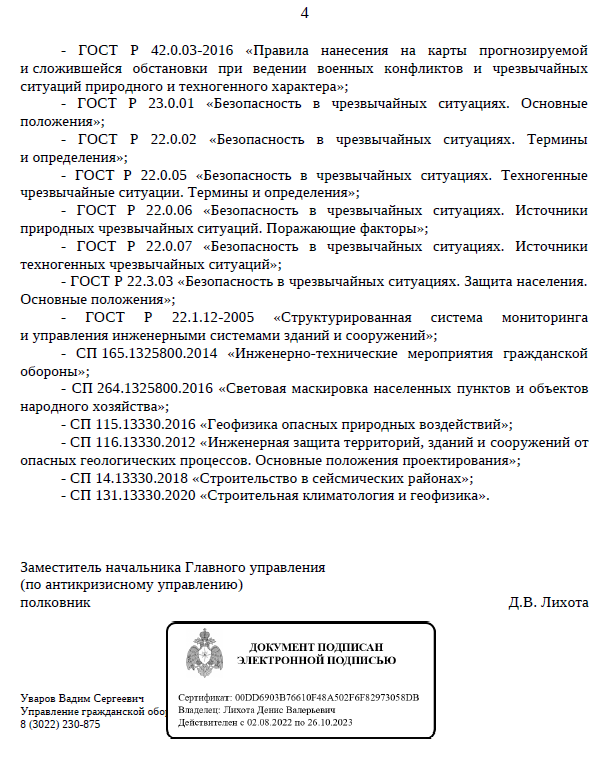 4
- ГОСТ Р 42.0.03-2016 «Правила нанесения на карты прогнозируемой
и сложившейся обстановки при ведении военных конфликтов и чрезвычайных
ситуаций природного и техногенного характера»;
- ГОСТ Р 23.0.01 «Безопасность в чрезвычайных ситуациях. Основные
положения»;
- ГОСТ Р 22.0.02 «Безопасность в чрезвычайных ситуациях. Термины
и определения»;
- ГОСТ Р 22.0.05 «Безопасность в чрезвычайных ситуациях. Техногенные
чрезвычайные ситуации. Термины и определения»;
- ГОСТ Р 22.0.06 «Безопасность в чрезвычайных ситуациях. Источники
природных чрезвычайных ситуаций. Поражающие факторы»;
- ГОСТ Р 22.0.07 «Безопасность в чрезвычайных ситуациях. Источники
техногенных чрезвычайных ситуаций»;
- ГОСТ Р 22.3.03 «Безопасность в чрезвычайных ситуациях. Защита населения.
Основные положения»;
- ГОСТ Р 22.1.12-2005 «Структурированная система мониторинга
и управления инженерными системами зданий и сооружений»;
- СП 165.1325800.2014 «Инженерно-технические мероприятия гражданской
обороны»;
- СП 264.1325800.2016 «Световая маскировка населенных пунктов и объектов
народного хозяйства»;
- СП 115.13330.2016 «Геофизика опасных природных воздействий»;
- СП 116.13330.2012 «Инженерная защита территорий, зданий и сооружений от
опасных геологических процессов. Основные положения проектирования»;
- СП 14.13330.2018 «Строительство в сейсмических районах»;
- СП 131.13330.2020 «Строительная климатология и геофизика».
Заместитель начальника Главного управления
(по антикризисному управлению)
полковник Д.В. Лихота
ДОКУМЕНТ ПОДПИСАН
ЭЛЕКТРОННОЙ ПОДПИСЬЮ
Сертификат: 00DD6903B76610F48A502F6F82973058DB
Владелец: Лихота Денис Валерьевич
Действителен с 02.08.2022 по 26.10.2023
Уваров Вадим Сергеевич
Управление гражданской обор
8 (3022) 230-875